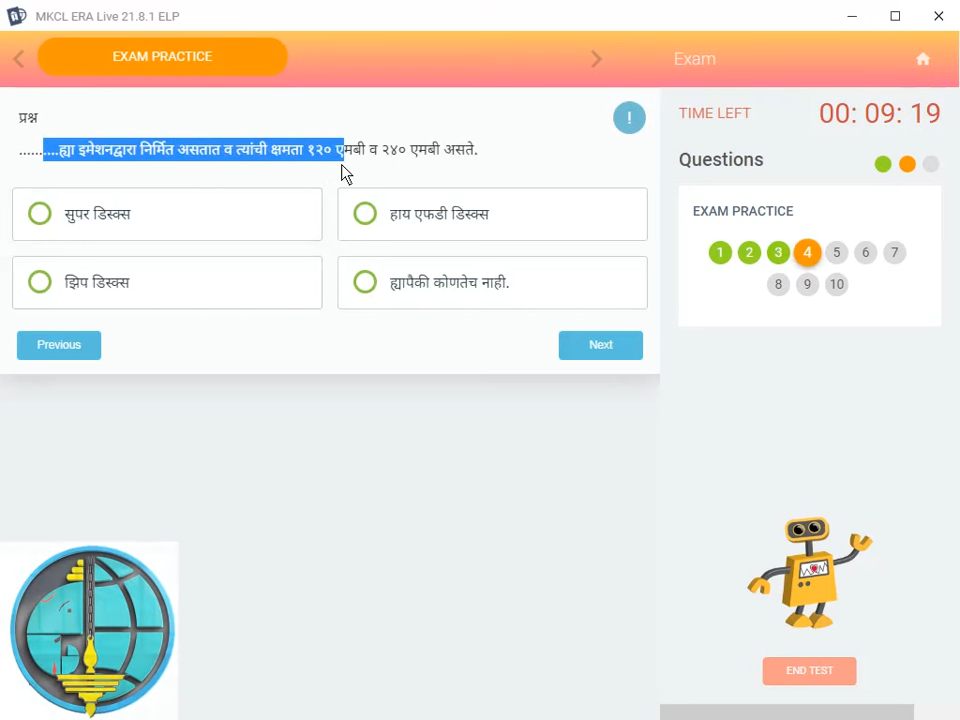 MKCL ERA Live 21.8.1 ELP
EXAM PRACTICE
Exam
प्रश्न
!
..........ह्या इमेशनद्वारा निर्मित असतात व त्यांची क्षमता १२० एमबी व २४० एमबी असते.
सुपर डिस्क्स
हाय एफडी डिस्क्स
झिप डिस्क्स
ह्यापैकी कोणतेच नाही.
Previous
Next
TIME LEFT
00: 09: 19
Questions
EXAM PRACTICE
1 2 3 4 5 6 7
8 9 10
END TEST